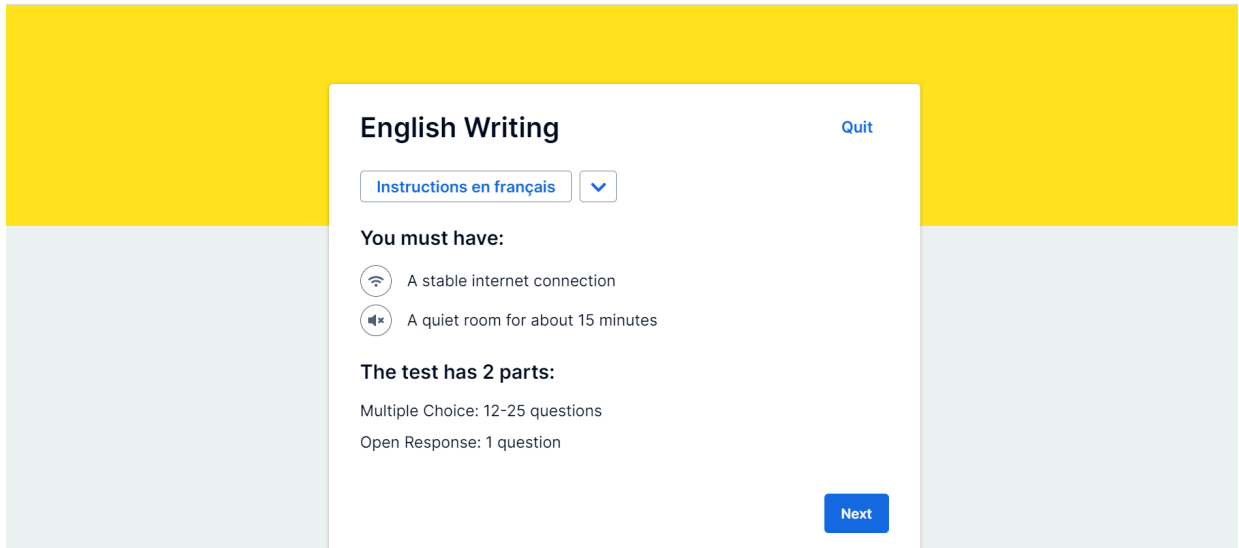 English Writing
Quit
Instructions en français
You must have:
A stable internet connection
A quiet room for about 15 minutes
The test has 2 parts:
Multiple Choice: 12-25 questions
Open Response: 1 question
Next